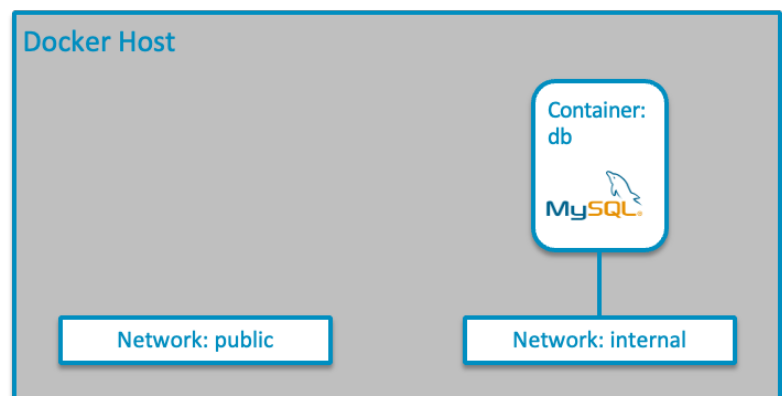 Docker Host
Container:
db
MySQL®
Network: public
Network: internal